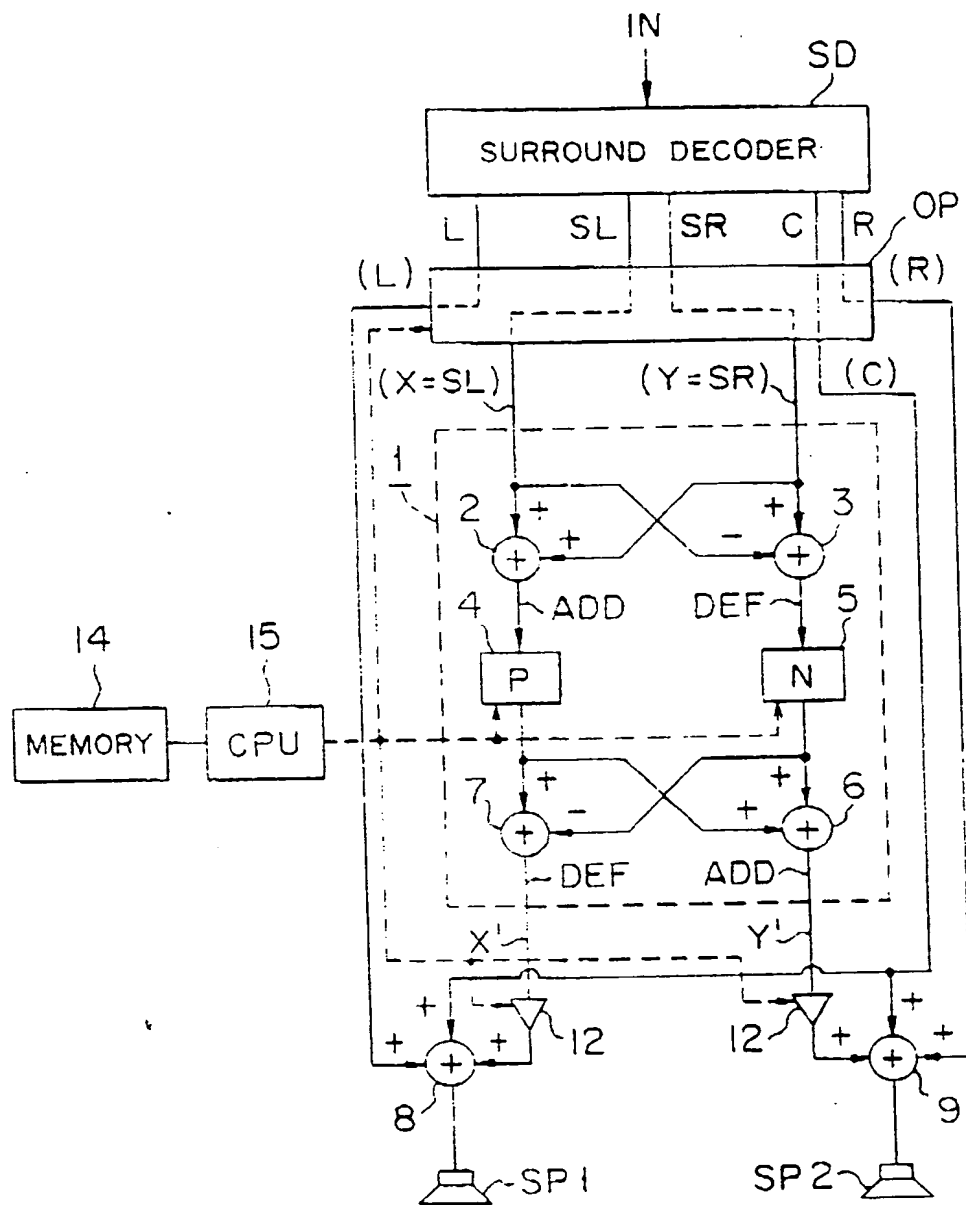 IN
SD
SURROUND DECODER
L SL SR C R
OP
(L) (R)
(X=SL) (Y=SR) (C)
1
2 + + - + 3
+ +
4 ADD DEF 5
P N
14 15
MEMORY CPU
7 + - + + 6
+ +
DEF ADD
X' Y'
+ 12 12 +
+ + + +
+ +
8 9
SP1 SP2